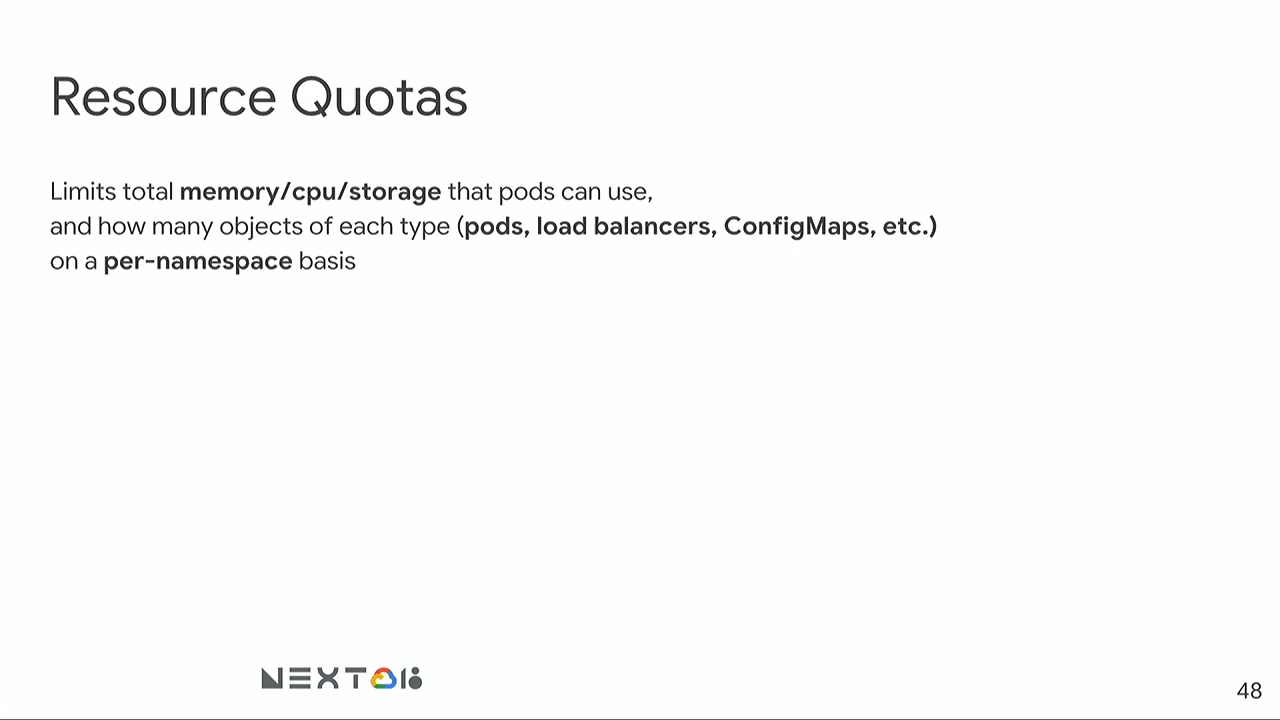 Resource Quotas
Limits total memory/cpu/storage that pods can use,
and how many objects of each type (pods, load balancers, ConfigMaps, etc.)
on a per-namespace basis
NEXT 18
48